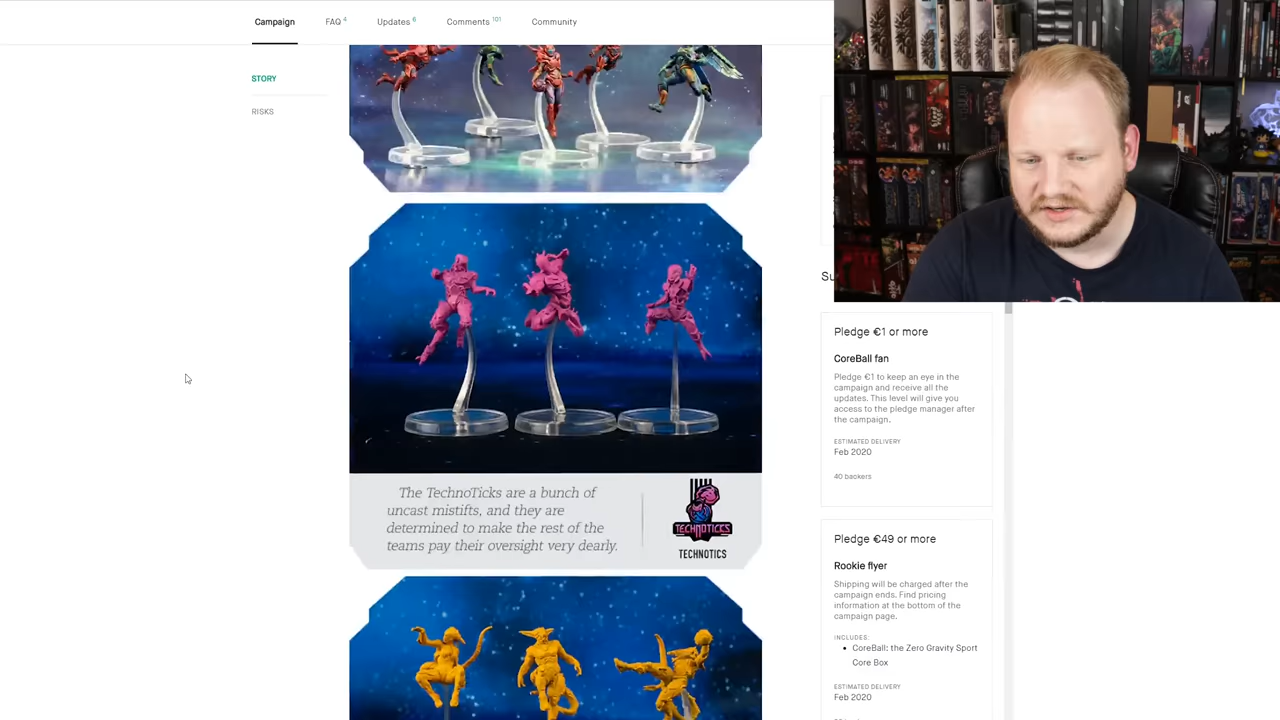 Campaign
FAQ 4
Updates 6
Comments 101
Community
STORY
RISKS
The TechnoTicks are a bunch of
uncast mistifts, and they are
determined to make the rest of the
teams pay their oversight very dearly.
TECHNOTICKS
TECHNOTICS
Su
Pledge €1 or more
CoreBall fan
Pledge €1 to keep an eye in the
campaign and receive all the
updates. This level will give you
access to the pledge manager after
the campaign.
ESTIMATED DELIVERY
Feb 2020
40 backers
Pledge €49 or more
Rookie flyer
Shipping will be charged after the
campaign ends. Find pricing
information at the bottom of the
campaign page.
INCLUDES:
• CoreBall: the Zero Gravity Sport
Core Box
ESTIMATED DELIVERY
Feb 2020